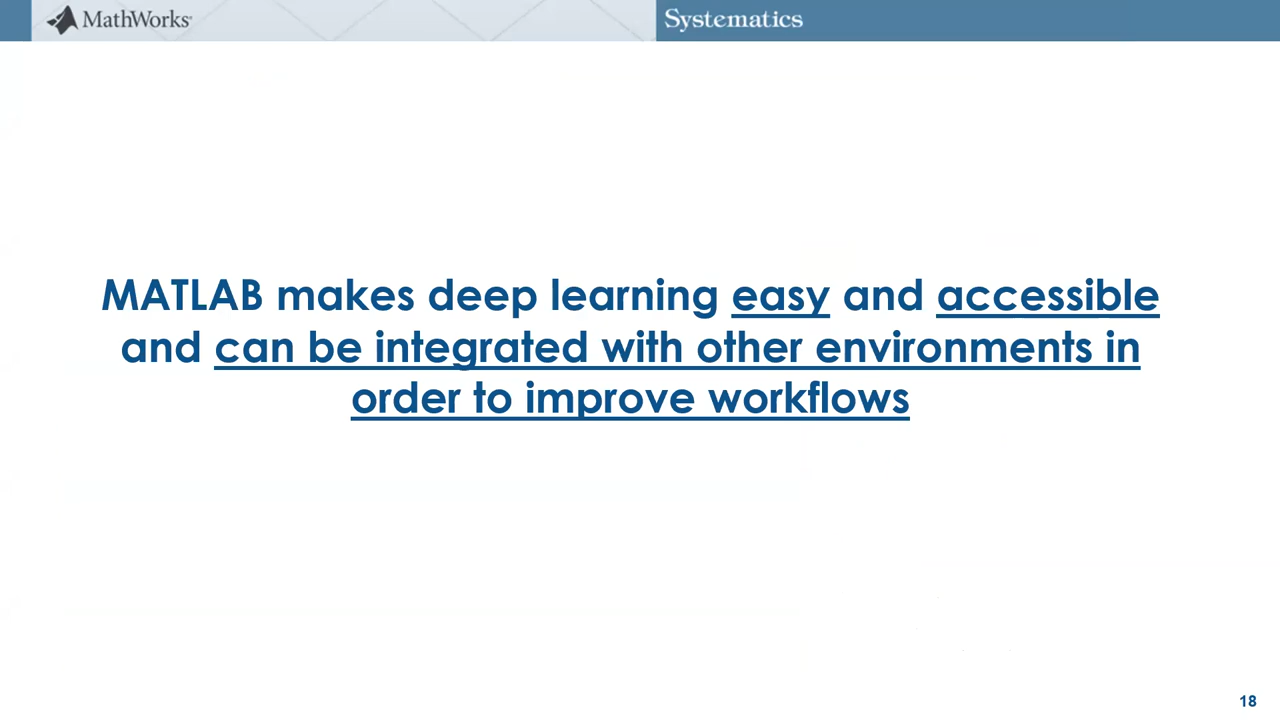 MathWorks
Systematics
MATLAB makes deep learning easy and accessible
and can be integrated with other environments in
order to improve workflows
18